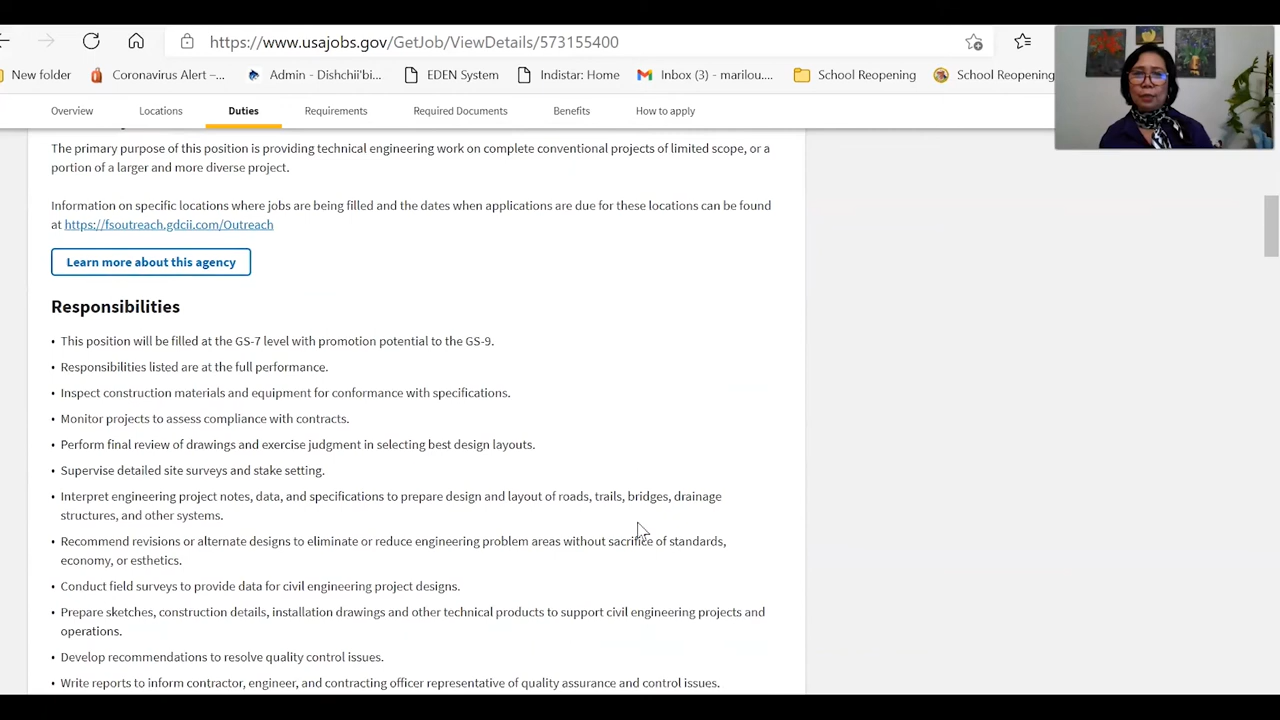 https://www.usajobs.gov/GetJob/ViewDetails/573155400
New folder Coronavirus Alert –... Admin - Dishchii'bi... EDEN System Indistar: Home Inbox (3) - marilou.... School Reopening School Reopening
Overview Locations Duties Requirements Required Documents Benefits How to apply
The primary purpose of this position is providing technical engineering work on complete conventional projects of limited scope, or a
portion of a larger and more diverse project.
Information on specific locations where jobs are being filled and the dates when applications are due for these locations can be found
at https://fsoutreach.gdcii.com/Outreach
Learn more about this agency
Responsibilities
• This position will be filled at the GS-7 level with promotion potential to the GS-9.
• Responsibilities listed are at the full performance.
• Inspect construction materials and equipment for conformance with specifications.
• Monitor projects to assess compliance with contracts.
• Perform final review of drawings and exercise judgment in selecting best design layouts.
• Supervise detailed site surveys and stake setting.
• Interpret engineering project notes, data, and specifications to prepare design and layout of roads, trails, bridges, drainage
structures, and other systems.
• Recommend revisions or alternate designs to eliminate or reduce engineering problem areas without sacrifice of standards,
economy, or esthetics.
• Conduct field surveys to provide data for civil engineering project designs.
• Prepare sketches, construction details, installation drawings and other technical products to support civil engineering projects and
operations.
• Develop recommendations to resolve quality control issues.
• Write reports to inform contractor, engineer, and contracting officer representative of quality assurance and control issues.